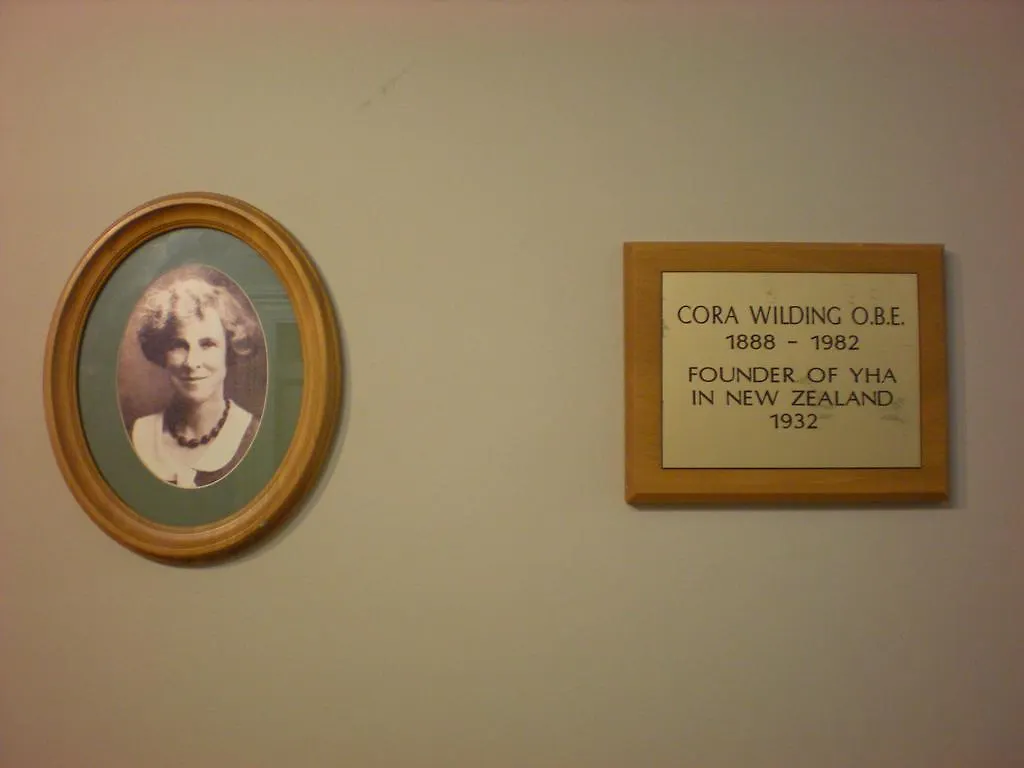 CORA WILDING O.B.E.
1888 - 1982
FOUNDER OF YHA
IN NEW ZEALAND
1932